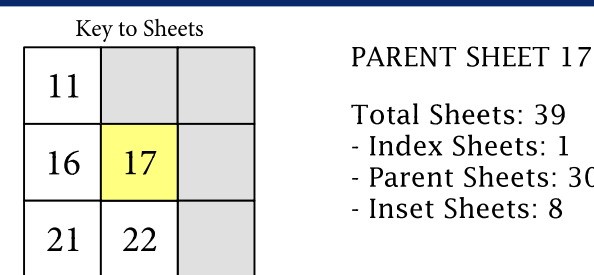 Key to Sheets
11
16 17
21 22
PARENT SHEET 17
Total Sheets: 39
- Index Sheets: 1
- Parent Sheets: 30
- Inset Sheets: 8